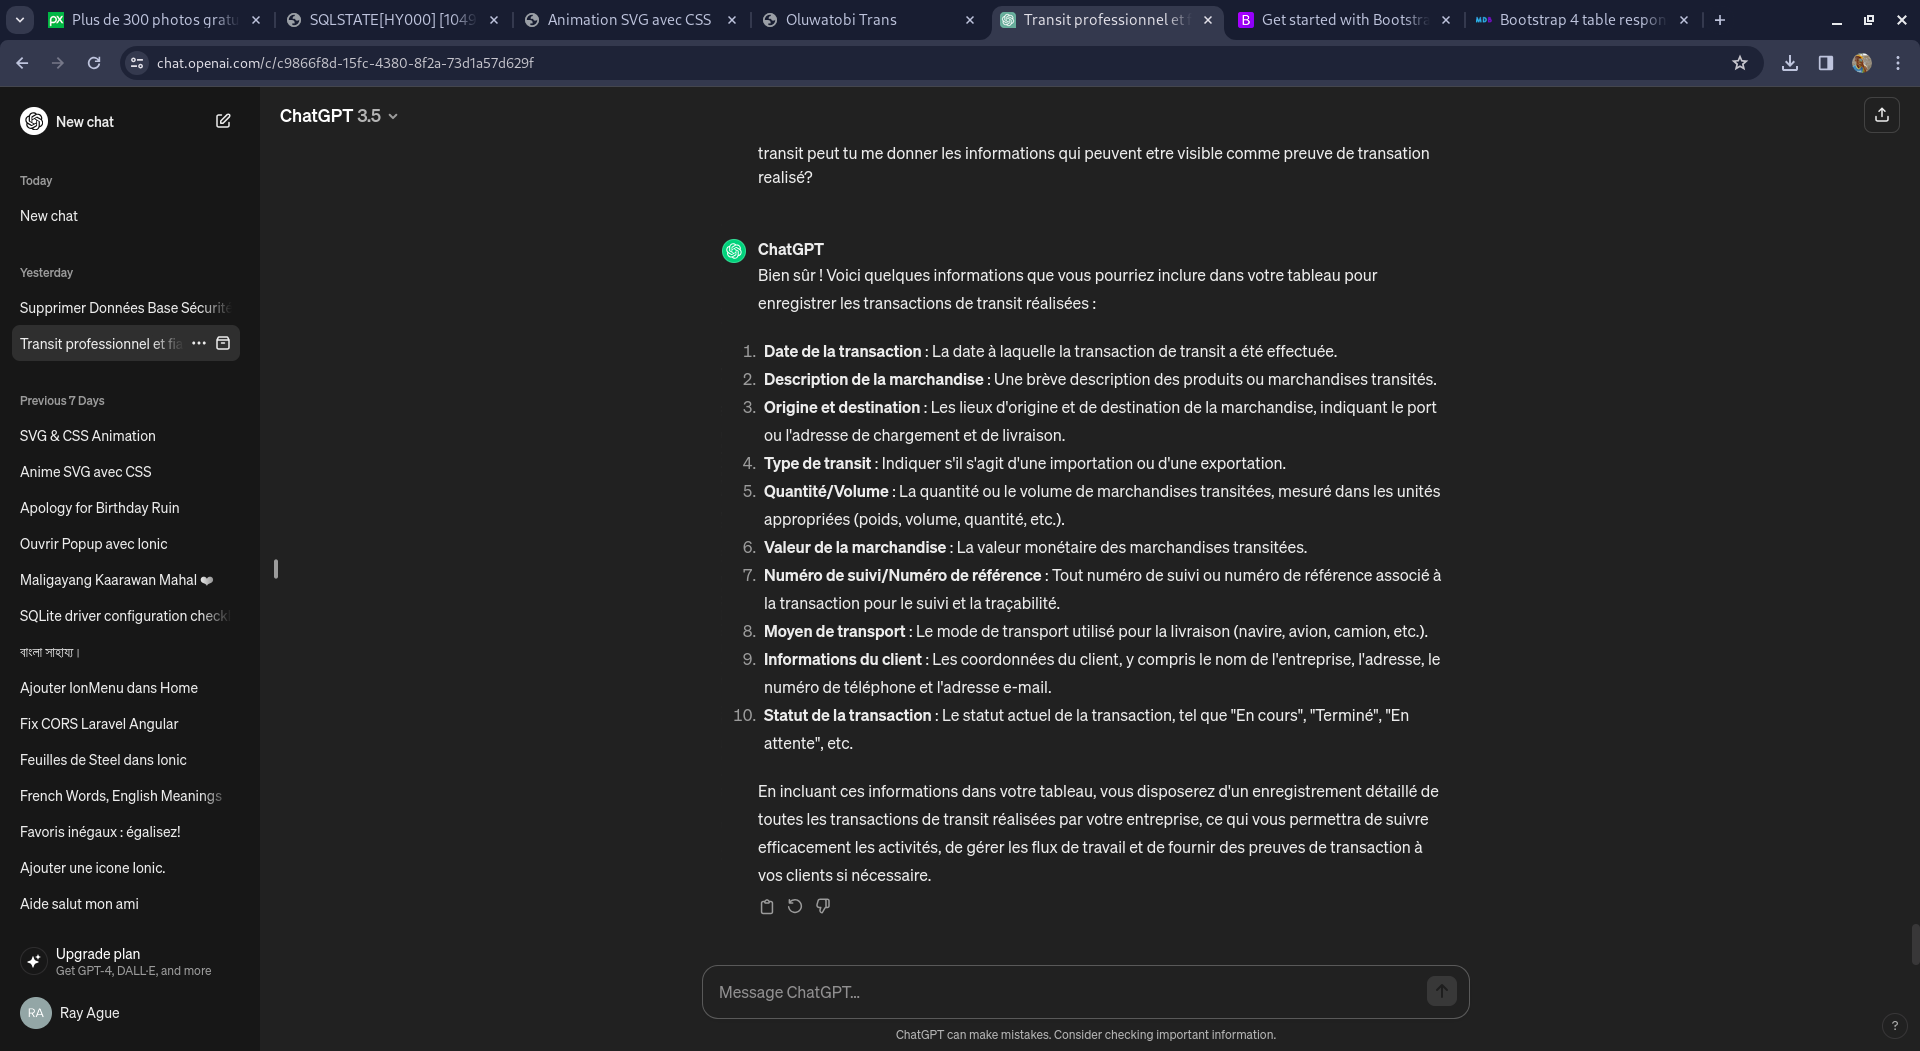 Plus de 300 photos gratu
SQLSTATE[HY000] [1049
Animation SVG avec CSS
Oluwatobi Trans
Transit professionnel et f
Get started with Bootstra
Bootstrap 4 table respon
chat.openai.com/c/c9866f8d-15fc-4380-8f2a-73d1a57d629f
New chat
Today
New chat
Yesterday
Supprimer Données Base Sécurité
Transit professionnel et fia
Previous 7 Days
SVG & CSS Animation
Anime SVG avec CSS
Apology for Birthday Ruin
Ouvrir Popup avec Ionic
Maligayang Kaarawan Mahal ❤
SQLite driver configuration check
বাংলা সাহায্য।
Ajouter IonMenu dans Home
Fix CORS Laravel Angular
Feuilles de Steel dans Ionic
French Words, English Meanings
Favoris inégaux : égalisez!
Ajouter une icone Ionic.
Aide salut mon ami
Upgrade plan
Get GPT-4, DALL·E, and more
RA
Ray Ague
ChatGPT 3.5
transit peut tu me donner les informations qui peuvent etre visible comme preuve de transation
realisé?
ChatGPT
Bien sûr ! Voici quelques informations que vous pourriez inclure dans votre tableau pour
enregistrer les transactions de transit réalisées :
1. Date de la transaction : La date à laquelle la transaction de transit a été effectuée.
2. Description de la marchandise : Une brève description des produits ou marchandises transités.
3. Origine et destination : Les lieux d'origine et de destination de la marchandise, indiquant le port
ou l'adresse de chargement et de livraison.
4. Type de transit : Indiquer s'il s'agit d'une importation ou d'une exportation.
5. Quantité/Volume : La quantité ou le volume de marchandises transitées, mesuré dans les unités
appropriées (poids, volume, quantité, etc.).
6. Valeur de la marchandise : La valeur monétaire des marchandises transitées.
7. Numéro de suivi/Numéro de référence : Tout numéro de suivi ou numéro de référence associé à
la transaction pour le suivi et la traçabilité.
8. Moyen de transport : Le mode de transport utilisé pour la livraison (navire, avion, camion, etc.).
9. Informations du client : Les coordonnées du client, y compris le nom de l'entreprise, l'adresse, le
numéro de téléphone et l'adresse e-mail.
10. Statut de la transaction : Le statut actuel de la transaction, tel que "En cours", "Terminé", "En
attente", etc.
En incluant ces informations dans votre tableau, vous disposerez d'un enregistrement détaillé de
toutes les transactions de transit réalisées par votre entreprise, ce qui vous permettra de suivre
efficacement les activités, de gérer les flux de travail et de fournir des preuves de transaction à
vos clients si nécessaire.
Message ChatGPT…
ChatGPT can make mistakes. Consider checking important information.
?